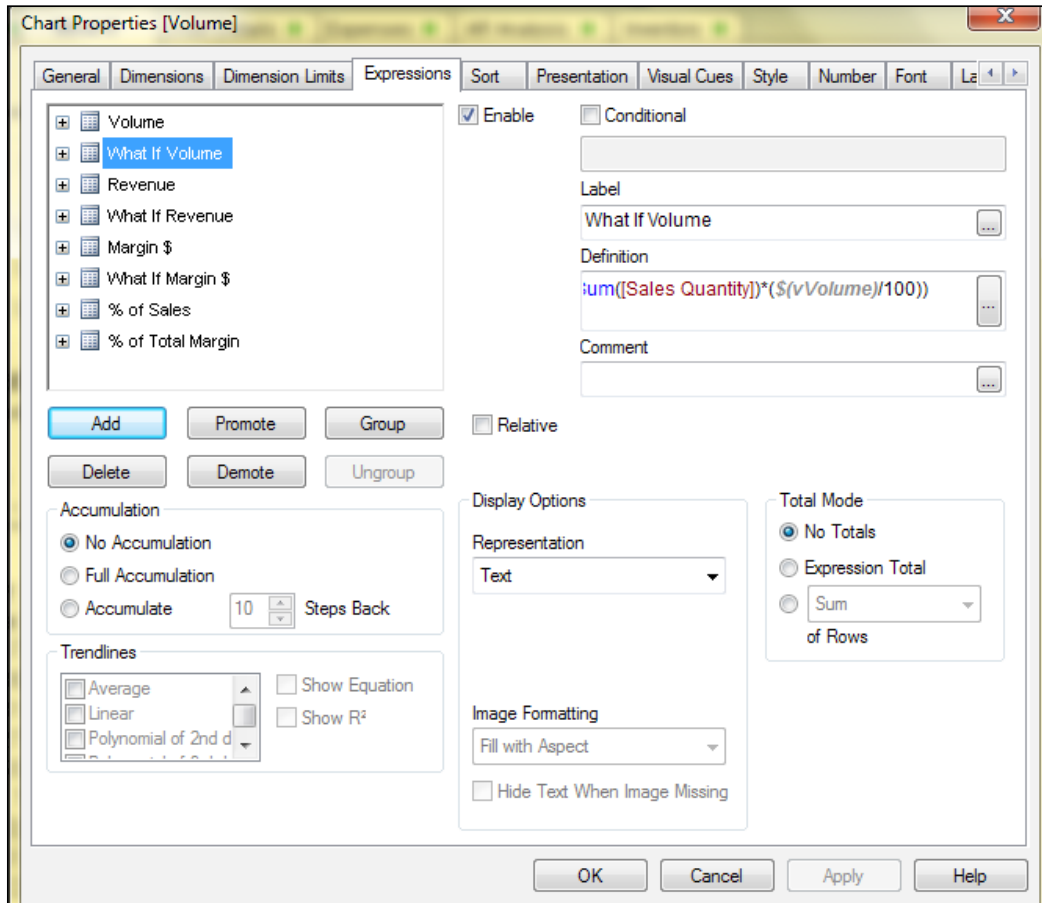 Chart Properties [Volume]
General Dimensions Dimension Limits Expressions Sort Presentation Visual Cues Style Number Font La
Volume
What If Volume
Revenue
What If Revenue
Margin $
What If Margin $
% of Sales
% of Total Margin
Enable
Conditional
Label
What If Volume
...
Definition
Sum([Sales Quantity])*($(vVolume)/100))
...
Comment
...
Add Promote Group
Delete Demote Ungroup
Relative
Accumulation
No Accumulation
Full Accumulation
Accumulate 10 Steps Back
Trendlines
Average
Linear
Polynomial of 2nd d
Show Equation
Show R²
Display Options
Representation
Text
Image Formatting
Fill with Aspect
Hide Text When Image Missing
Total Mode
No Totals
Expression Total
Sum
of Rows
OK Cancel Apply Help